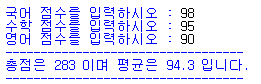 국어 점수를 입력하시오 : 98
수학 점수를 입력하시오 : 95
영어 점수를 입력하시오 : 90
---------------------------------
총점은 283 이며 평균은 94.3 입니다.
---------------------------------